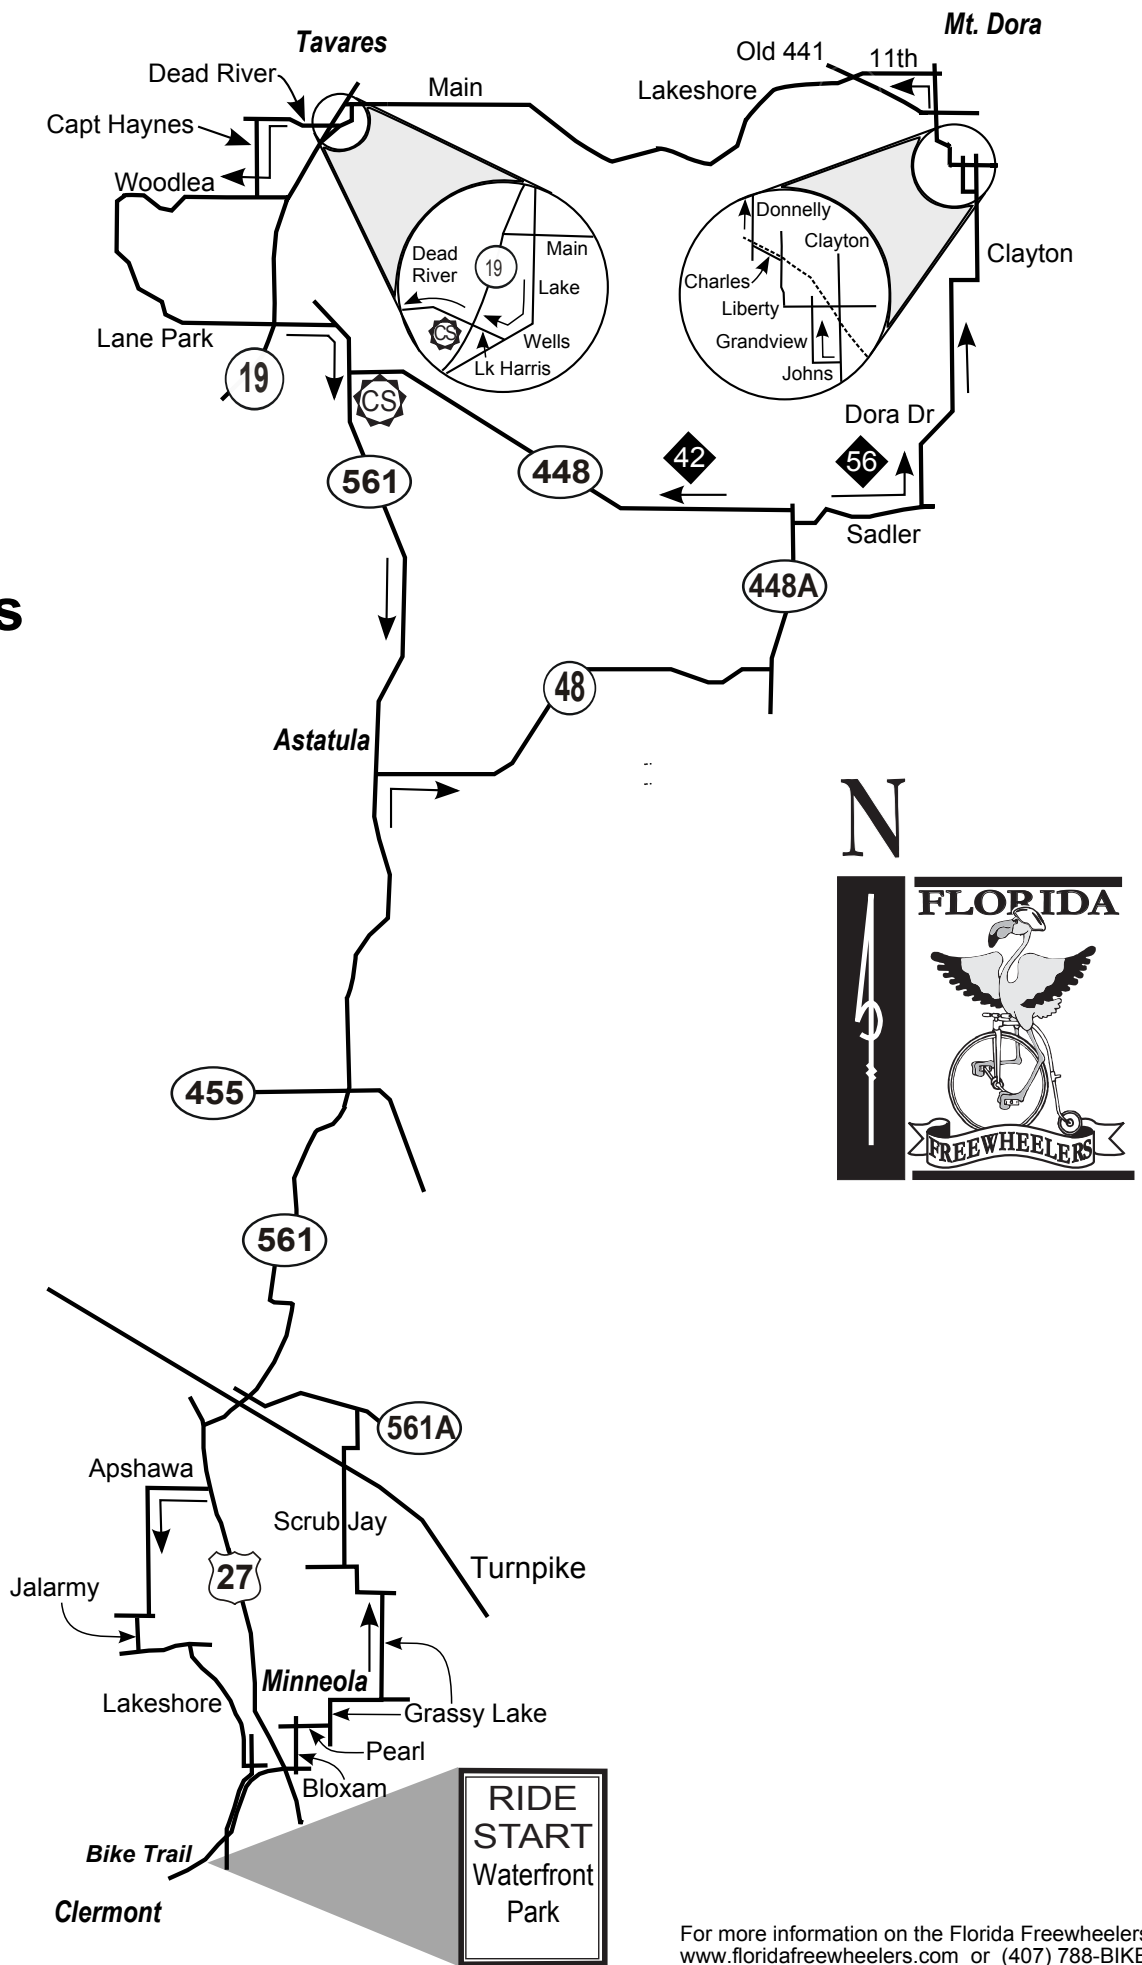 Mt. Dora
Tavares
Old 441
11th
Dead River
Main
Lakeshore
Capt Haynes
Woodlea
Donnelly
Clayton
Dead
River
19
Main
Lake
Charles
Liberty
Grandview
Johns
Clayton
CS
Wells
Lk Harris
Lane Park
19
CS
Dora Dr
42
56
561
448
Sadler
448A
s
48
Astatula
N
FLORIDA
FREEWHEELERS
455
561
561A
Apshawa
Scrub Jay
27
Turnpike
Jalarmy
Minneola
Lakeshore
Grassy Lake
Pearl
Bloxam
RIDE
START
Waterfront
Park
Bike Trail
Clermont
For more information on the Florida Freewheelers
www.floridafreewheelers.com or (407) 788-BIKE